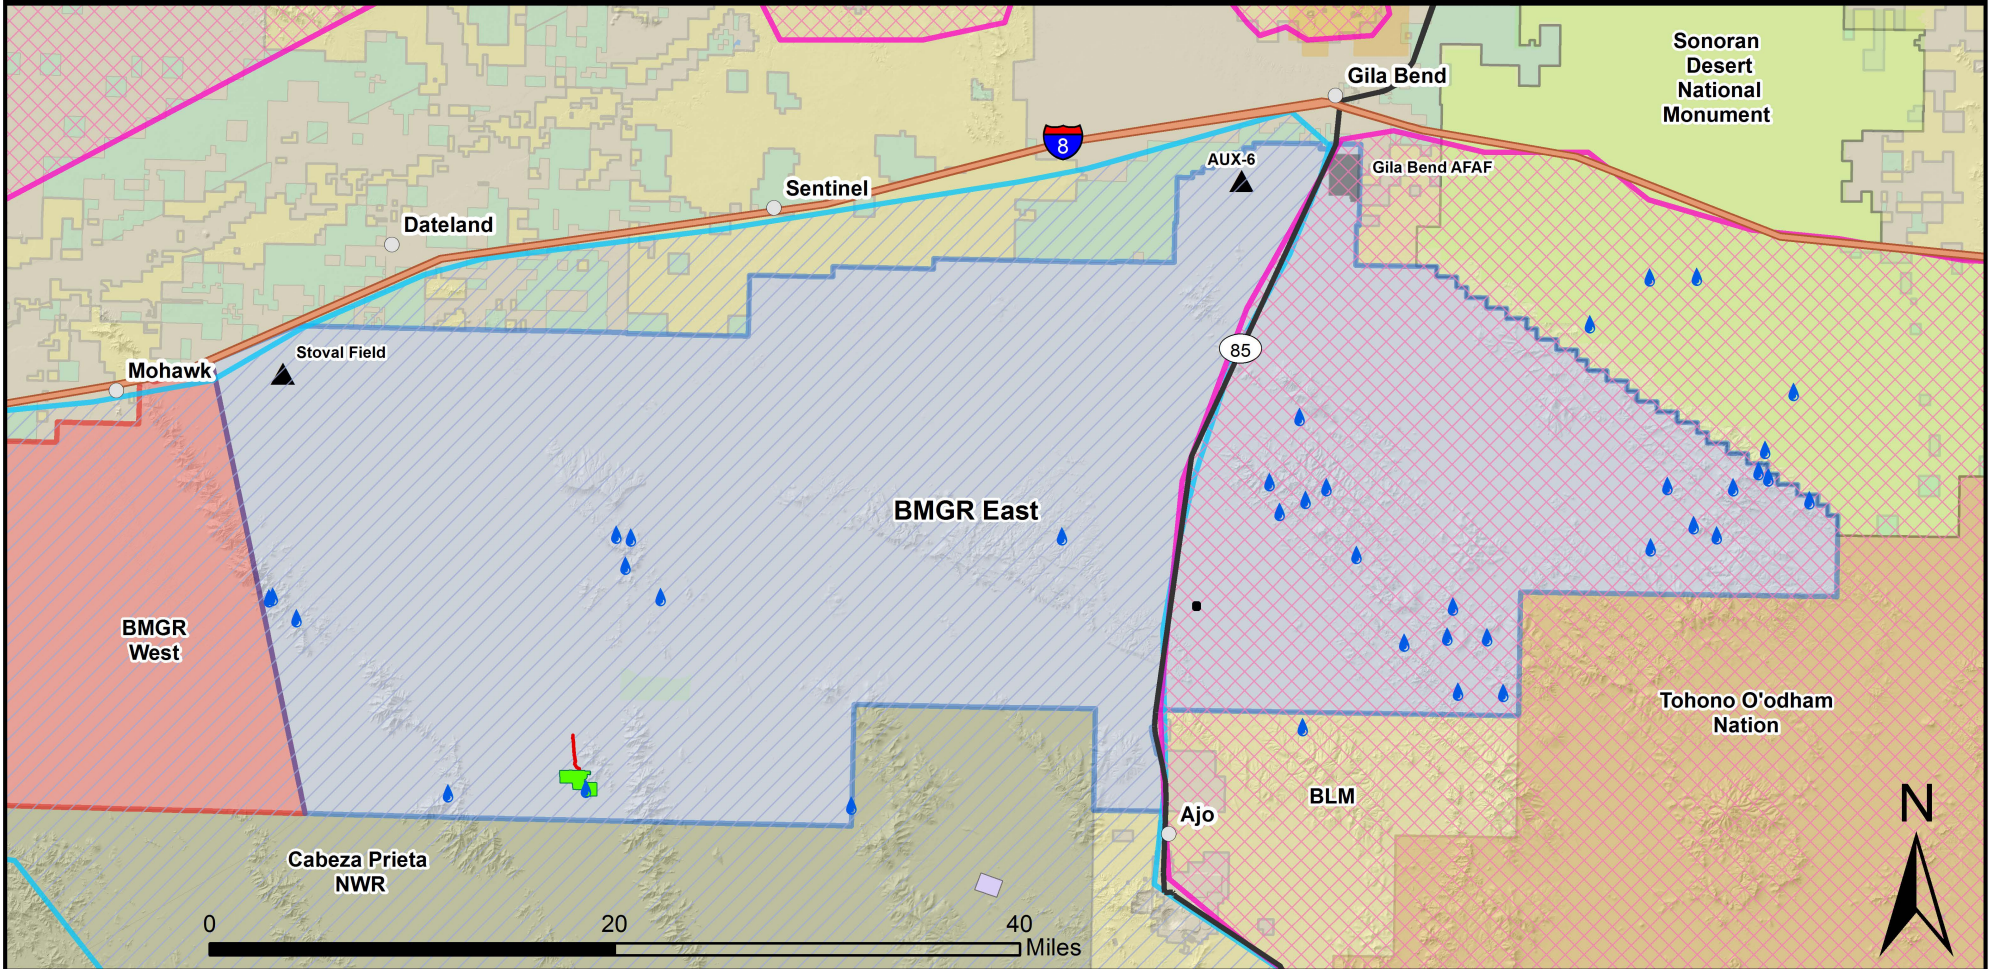 Sonoran
Desert
National
Monument
Gila Bend
8
AUX-6
Gila Bend AFAF
Sentinel
Dateland
Stoval Field
85
Mohawk
BMGR East
BMGR
West
Tohono O'odham
Nation
BLM
N
Ajo
Cabeza Prieta
NWR
0 20 40
Miles